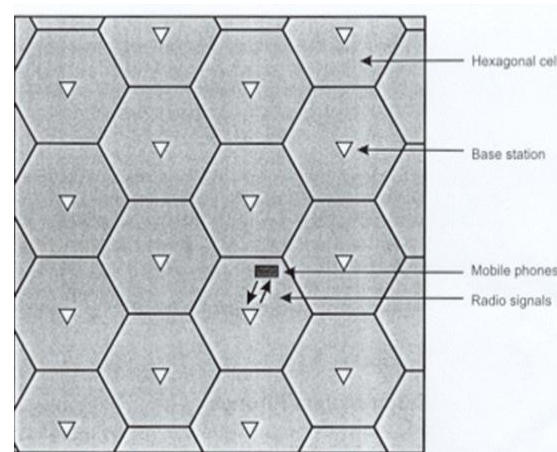 Hexagonal cel
Base station
Mobile phones
Radio signals